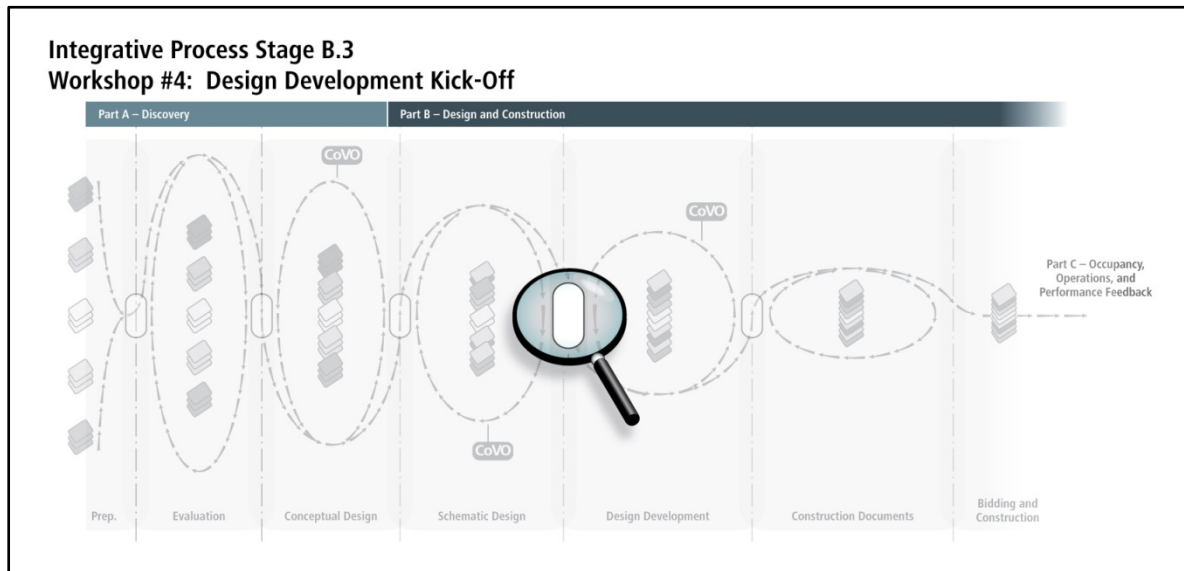 Integrative Process Stage B.3
Workshop #4: Design Development Kick-Off
Part A – Discovery
Part B – Design and Construction
CoVO
CoVO
CoVO
Part C – Occupancy,
Operations, and
Performance Feedback
Prep.
Evaluation
Conceptual Design
Schematic Design
Design Development
Construction Documents
Bidding and
Construction